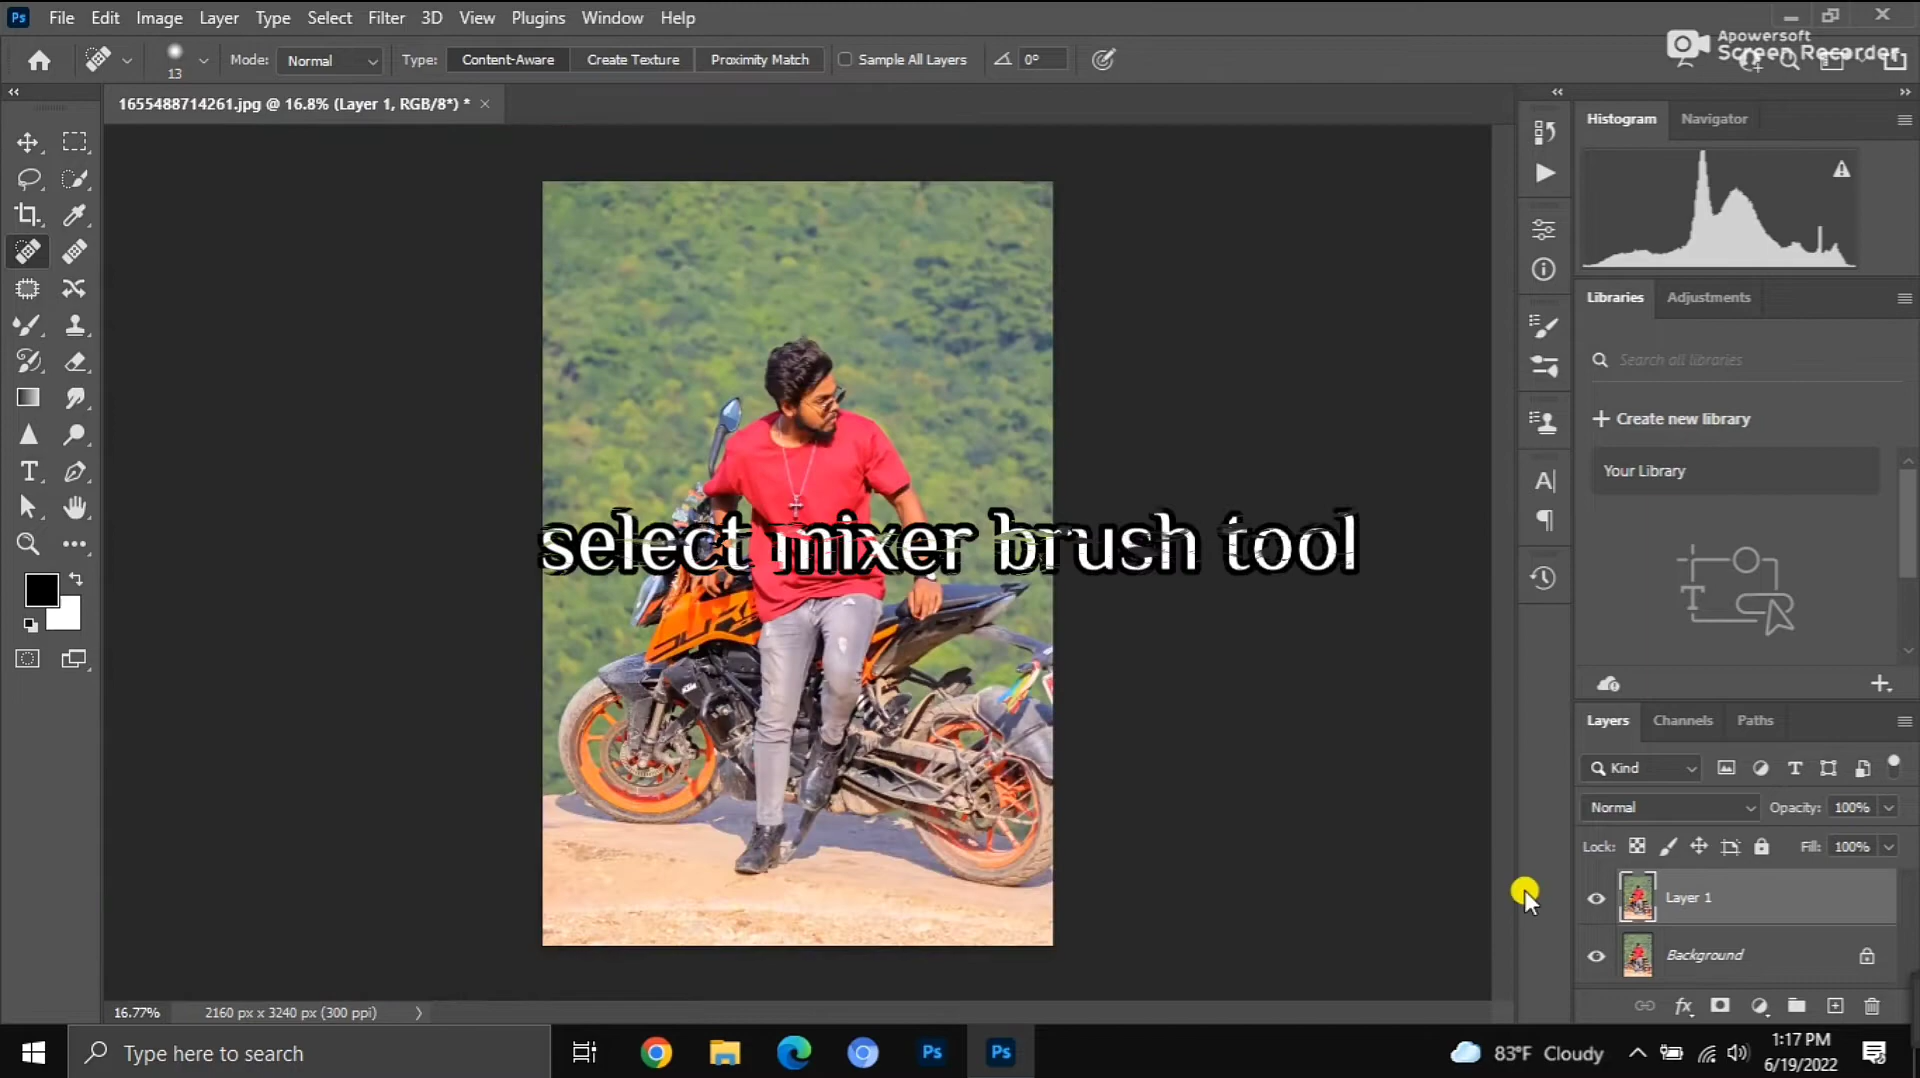 File Edit Image Layer Type Select Filter 3D View Plugins Window Help
Apowersoft
Screen Recorder
13 Mode: Normal Type: Content-Aware Create Texture Proximity Match Sample All Layers 0°
1655488714261.jpg @ 16.8% (Layer 1, RGB/8*) * ×
Histogram Navigator
Libraries Adjustments
Search all libraries
+ Create new library
Your Library
select mixer brush tool
Layers Channels Paths
Kind
Normal Opacity: 100%
Lock: Fill: 100%
Layer 1
Background
16.77% 2160 px x 3240 px (300 ppi)
Type here to search
83°F Cloudy
1:17 PM
6/19/2022